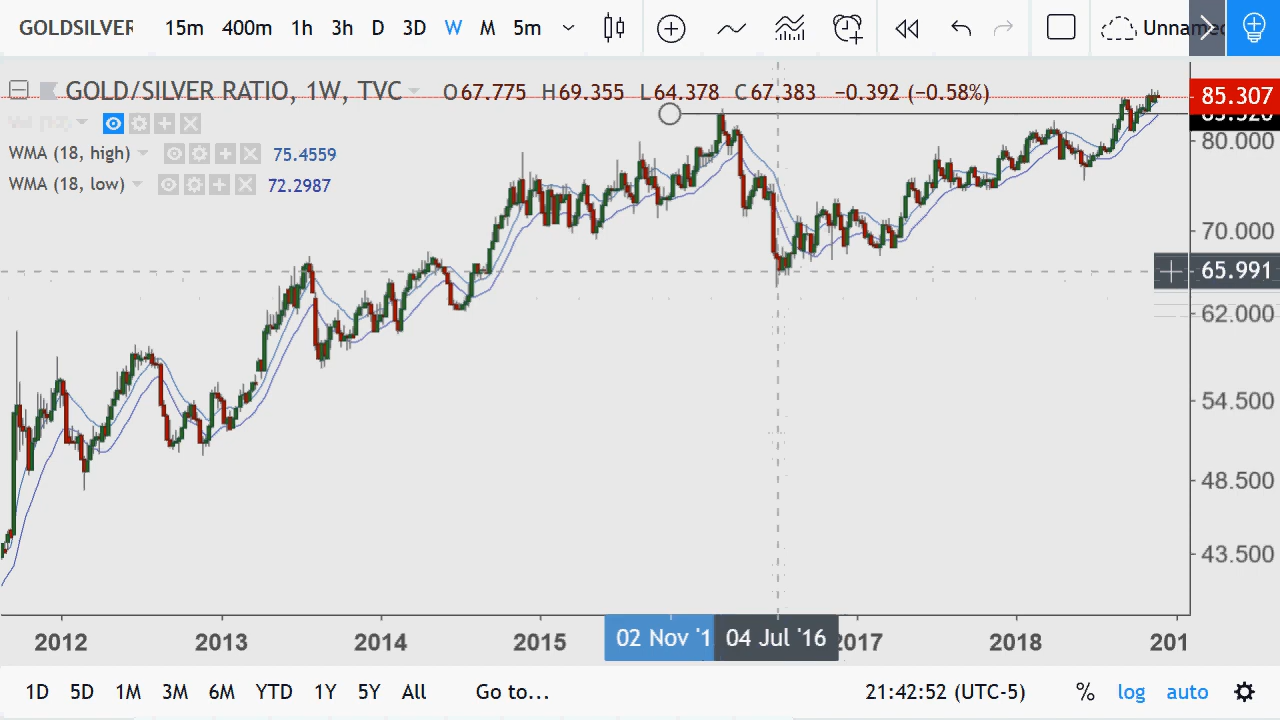 GOLDSILVER 15m 400m 1h 3h D 3D W M 5m Unname
GOLD/SILVER RATIO, 1W, TVC O67.775 H69.355 L64.378 C67.383 −0.392 (−0.58%)
WMA (18, high) 75.4559
WMA (18, low) 72.2987
85.307
80.000
70.000
65.991
62.000
54.500
48.500
43.500
2012 2013 2014 2015 02 Nov '1 04 Jul '16 2017 2018 201
1D 5D 1M 3M 6M YTD 1Y 5Y All Go to... 21:42:52 (UTC-5) % log auto